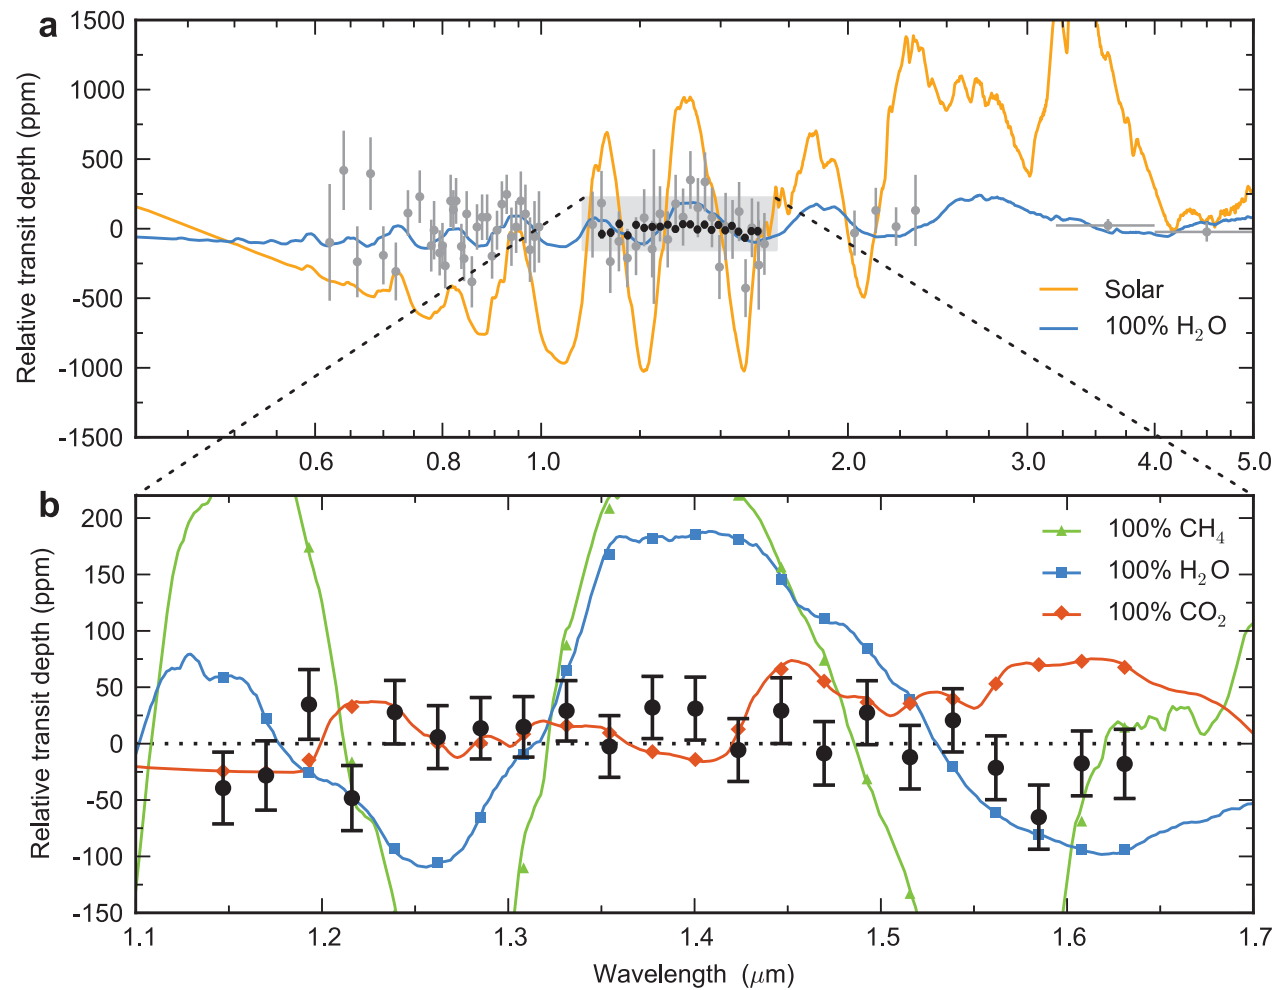 a
1500
1000
500
0
-500
-1000
-1500
Relative transit depth (ppm)
Solar
100% H₂O
0.6 0.8 1.0 2.0 3.0 4.0 5.0
b
200
150
100
50
0
-50
-100
-150
Relative transit depth (ppm)
100% CH₄
100% H₂O
100% CO₂
1.1 1.2 1.3 1.4 1.5 1.6 1.7
Wavelength (μm)